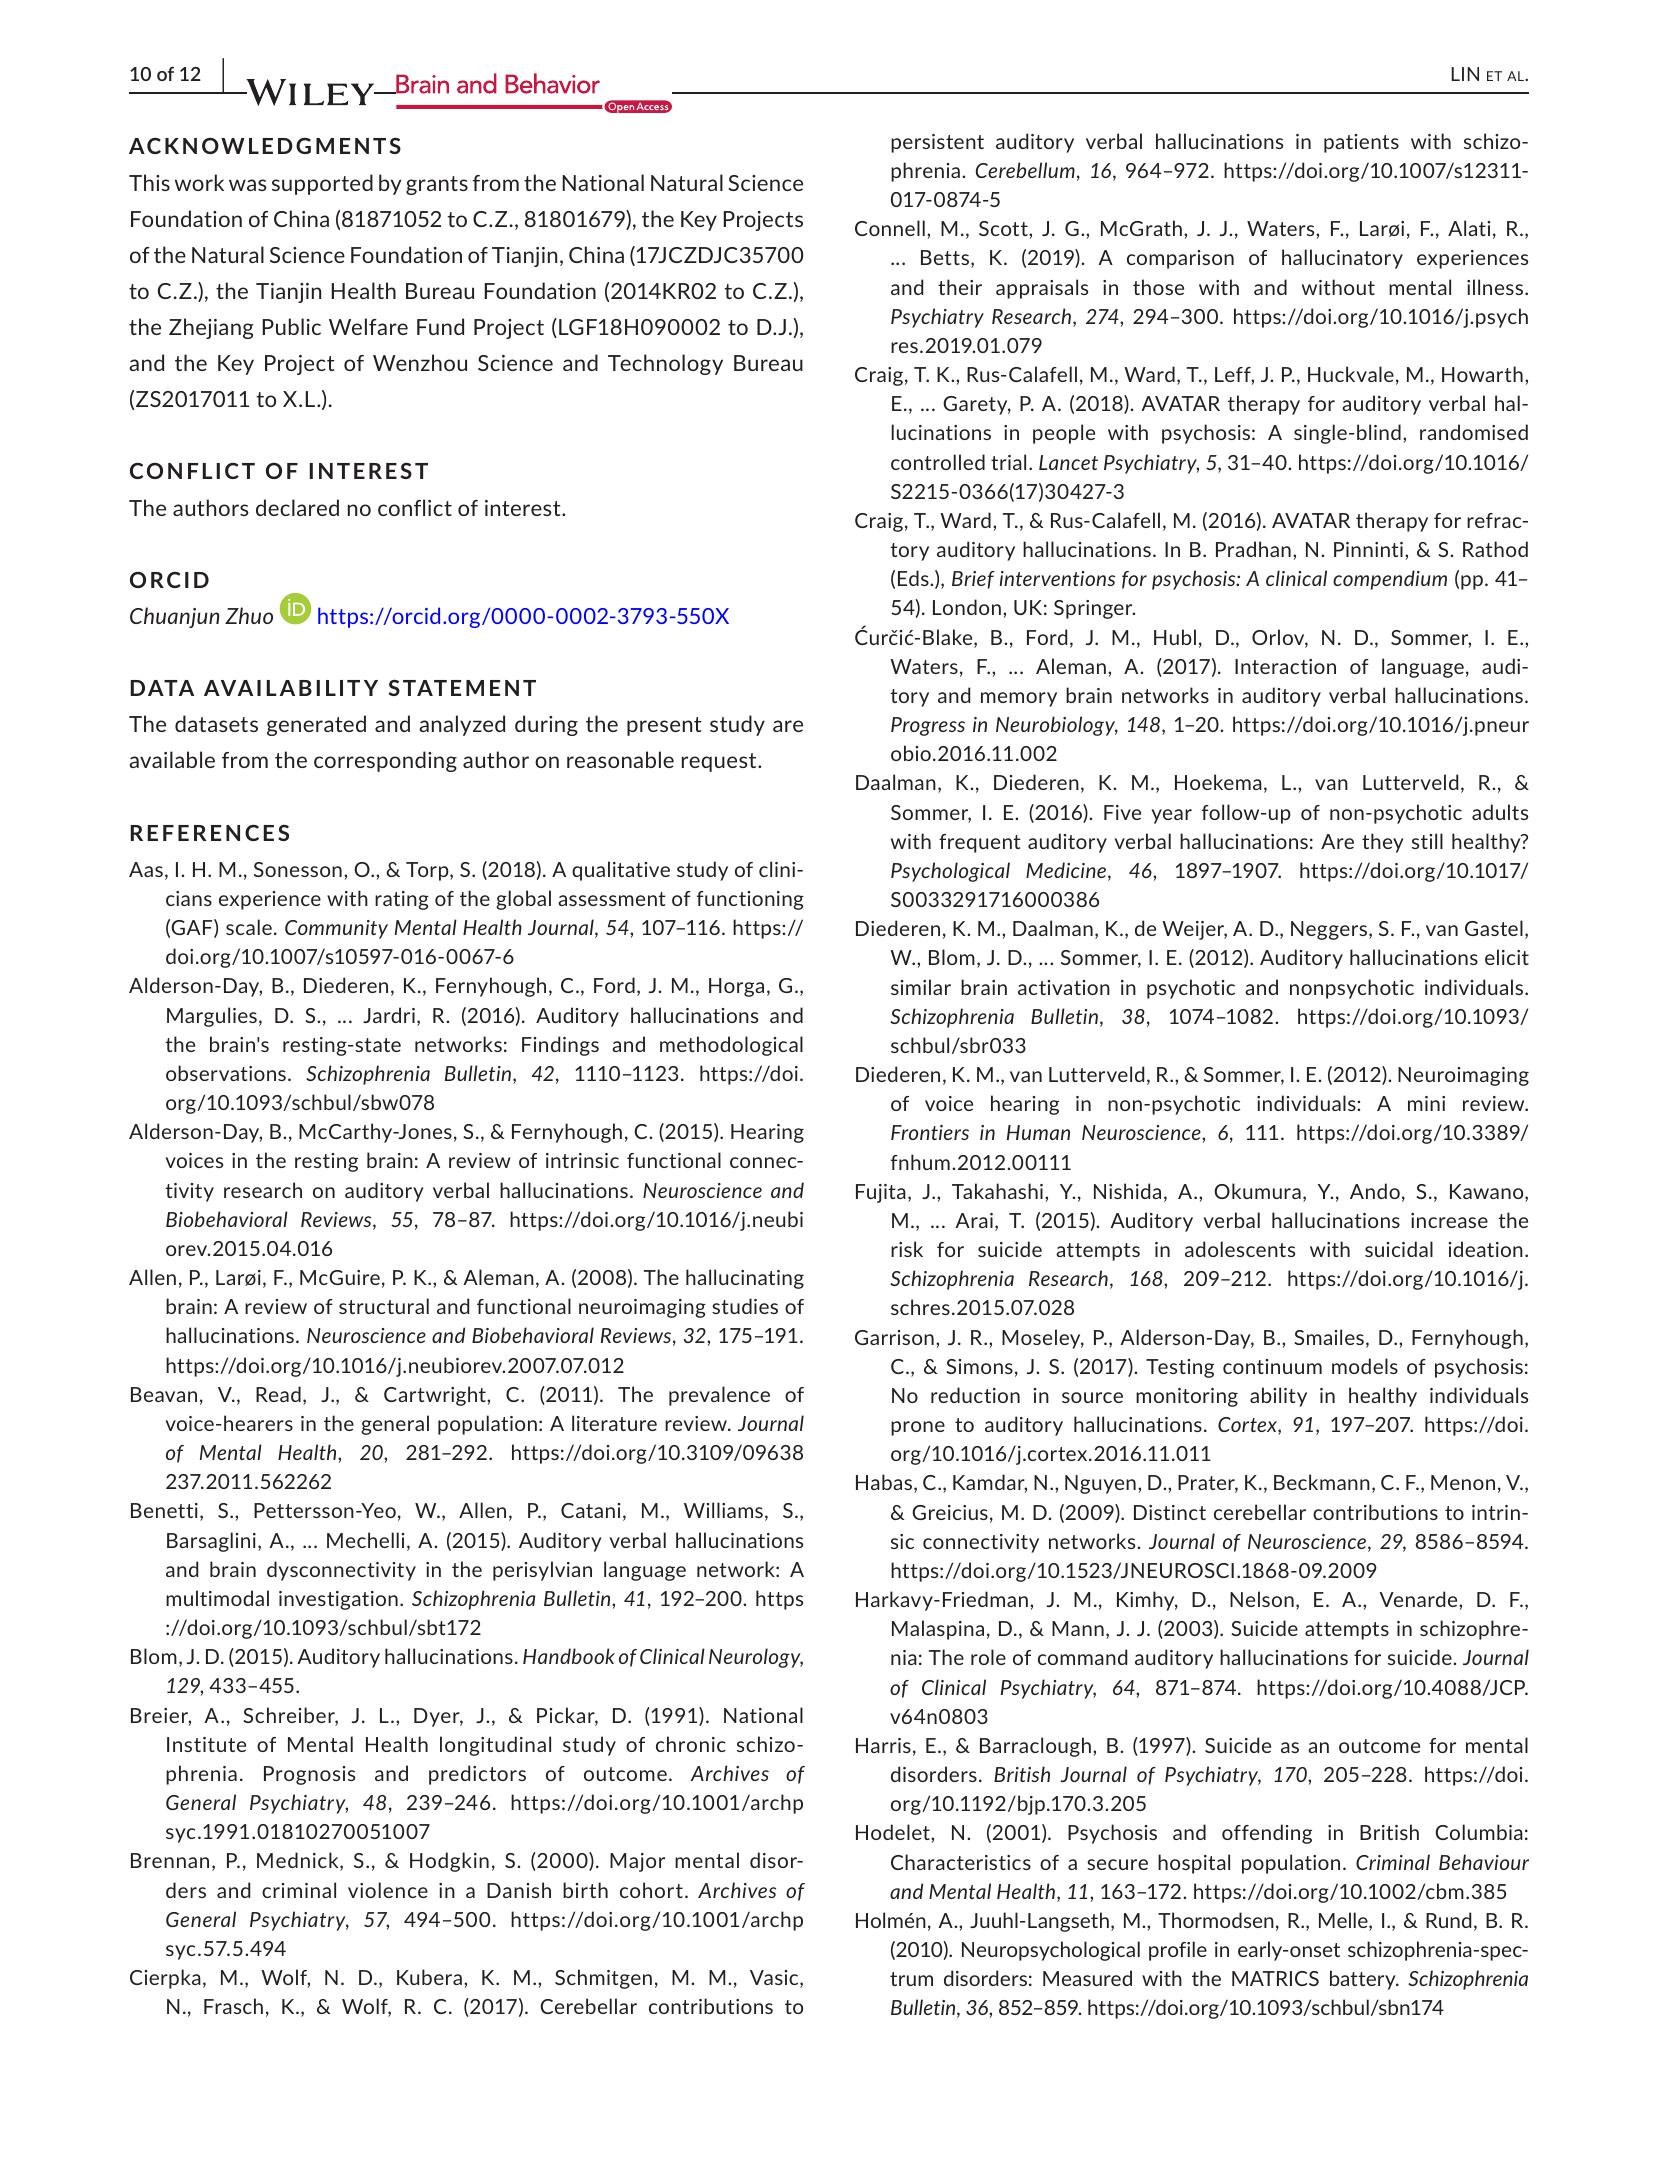 10 of 12
WILEY
Brain and Behavior
Open Access
LIN ET AL.
ACKNOWLEDGMENTS
This work was supported by grants from the National Natural Science
Foundation of China (81871052 to C.Z., 81801679), the Key Projects
of the Natural Science Foundation of Tianjin, China (17JCZDJC35700
to C.Z.), the Tianjin Health Bureau Foundation (2014KR02 to C.Z.),
the Zhejiang Public Welfare Fund Project (LGF18H090002 to D.J.),
and the Key Project of Wenzhou Science and Technology Bureau
(ZS2017011 to X.L.).
CONFLICT OF INTEREST
The authors declared no conflict of interest.
ORCID
Chuanjun Zhuo iD https://orcid.org/0000-0002-3793-550X
DATA AVAILABILITY STATEMENT
The datasets generated and analyzed during the present study are
available from the corresponding author on reasonable request.
REFERENCES
Aas, I. H. M., Sonesson, O., & Torp, S. (2018). A qualitative study of clini-
cians experience with rating of the global assessment of functioning
(GAF) scale. Community Mental Health Journal, 54, 107–116. https://
doi.org/10.1007/s10597-016-0067-6
Alderson-Day, B., Diederen, K., Fernyhough, C., Ford, J. M., Horga, G.,
Margulies, D. S., ... Jardri, R. (2016). Auditory hallucinations and
the brain's resting-state networks: Findings and methodological
observations. Schizophrenia Bulletin, 42, 1110–1123. https://doi.
org/10.1093/schbul/sbw078
Alderson-Day, B., McCarthy-Jones, S., & Fernyhough, C. (2015). Hearing
voices in the resting brain: A review of intrinsic functional connec-
tivity research on auditory verbal hallucinations. Neuroscience and
Biobehavioral Reviews, 55, 78–87. https://doi.org/10.1016/j.neubi
orev.2015.04.016
Allen, P., Larøi, F., McGuire, P. K., & Aleman, A. (2008). The hallucinating
brain: A review of structural and functional neuroimaging studies of
hallucinations. Neuroscience and Biobehavioral Reviews, 32, 175–191.
https://doi.org/10.1016/j.neubiorev.2007.07.012
Beavan, V., Read, J., & Cartwright, C. (2011). The prevalence of
voice-hearers in the general population: A literature review. Journal
of Mental Health, 20, 281–292. https://doi.org/10.3109/09638
237.2011.562262
Benetti, S., Pettersson-Yeo, W., Allen, P., Catani, M., Williams, S.,
Barsaglini, A., ... Mechelli, A. (2015). Auditory verbal hallucinations
and brain dysconnectivity in the perisylvian language network: A
multimodal investigation. Schizophrenia Bulletin, 41, 192–200. https
://doi.org/10.1093/schbul/sbt172
Blom, J. D. (2015). Auditory hallucinations. Handbook of Clinical Neurology,
129, 433–455.
Breier, A., Schreiber, J. L., Dyer, J., & Pickar, D. (1991). National
Institute of Mental Health longitudinal study of chronic schizo-
phrenia. Prognosis and predictors of outcome. Archives of
General Psychiatry, 48, 239–246. https://doi.org/10.1001/archp
syc.1991.01810270051007
Brennan, P., Mednick, S., & Hodgkin, S. (2000). Major mental disor-
ders and criminal violence in a Danish birth cohort. Archives of
General Psychiatry, 57, 494–500. https://doi.org/10.1001/archp
syc.57.5.494
Cierpka, M., Wolf, N. D., Kubera, K. M., Schmitgen, M. M., Vasic,
N., Frasch, K., & Wolf, R. C. (2017). Cerebellar contributions to
persistent auditory verbal hallucinations in patients with schizo-
phrenia. Cerebellum, 16, 964–972. https://doi.org/10.1007/s12311-
017-0874-5
Connell, M., Scott, J. G., McGrath, J. J., Waters, F., Larøi, F., Alati, R.,
... Betts, K. (2019). A comparison of hallucinatory experiences
and their appraisals in those with and without mental illness.
Psychiatry Research, 274, 294–300. https://doi.org/10.1016/j.psych
res.2019.01.079
Craig, T. K., Rus-Calafell, M., Ward, T., Leff, J. P., Huckvale, M., Howarth,
E., ... Garety, P. A. (2018). AVATAR therapy for auditory verbal hal-
lucinations in people with psychosis: A single-blind, randomised
controlled trial. Lancet Psychiatry, 5, 31–40. https://doi.org/10.1016/
S2215-0366(17)30427-3
Craig, T., Ward, T., & Rus-Calafell, M. (2016). AVATAR therapy for refrac-
tory auditory hallucinations. In B. Pradhan, N. Pinninti, & S. Rathod
(Eds.), Brief interventions for psychosis: A clinical compendium (pp. 41–
54). London, UK: Springer.
Ćurčić-Blake, B., Ford, J. M., Hubl, D., Orlov, N. D., Sommer, I. E.,
Waters, F., ... Aleman, A. (2017). Interaction of language, audi-
tory and memory brain networks in auditory verbal hallucinations.
Progress in Neurobiology, 148, 1–20. https://doi.org/10.1016/j.pneur
obio.2016.11.002
Daalman, K., Diederen, K. M., Hoekema, L., van Lutterveld, R., &
Sommer, I. E. (2016). Five year follow-up of non-psychotic adults
with frequent auditory verbal hallucinations: Are they still healthy?
Psychological Medicine, 46, 1897–1907. https://doi.org/10.1017/
S0033291716000386
Diederen, K. M., Daalman, K., de Weijer, A. D., Neggers, S. F., van Gastel,
W., Blom, J. D., ... Sommer, I. E. (2012). Auditory hallucinations elicit
similar brain activation in psychotic and nonpsychotic individuals.
Schizophrenia Bulletin, 38, 1074–1082. https://doi.org/10.1093/
schbul/sbr033
Diederen, K. M., van Lutterveld, R., & Sommer, I. E. (2012). Neuroimaging
of voice hearing in non-psychotic individuals: A mini review.
Frontiers in Human Neuroscience, 6, 111. https://doi.org/10.3389/
fnhum.2012.00111
Fujita, J., Takahashi, Y., Nishida, A., Okumura, Y., Ando, S., Kawano,
M., ... Arai, T. (2015). Auditory verbal hallucinations increase the
risk for suicide attempts in adolescents with suicidal ideation.
Schizophrenia Research, 168, 209–212. https://doi.org/10.1016/j.
schres.2015.07.028
Garrison, J. R., Moseley, P., Alderson-Day, B., Smailes, D., Fernyhough,
C., & Simons, J. S. (2017). Testing continuum models of psychosis:
No reduction in source monitoring ability in healthy individuals
prone to auditory hallucinations. Cortex, 91, 197–207. https://doi.
org/10.1016/j.cortex.2016.11.011
Habas, C., Kamdar, N., Nguyen, D., Prater, K., Beckmann, C. F., Menon, V.,
& Greicius, M. D. (2009). Distinct cerebellar contributions to intrin-
sic connectivity networks. Journal of Neuroscience, 29, 8586–8594.
https://doi.org/10.1523/JNEUROSCI.1868-09.2009
Harkavy-Friedman, J. M., Kimhy, D., Nelson, E. A., Venarde, D. F.,
Malaspina, D., & Mann, J. J. (2003). Suicide attempts in schizophre-
nia: The role of command auditory hallucinations for suicide. Journal
of Clinical Psychiatry, 64, 871–874. https://doi.org/10.4088/JCP.
v64n0803
Harris, E., & Barraclough, B. (1997). Suicide as an outcome for mental
disorders. British Journal of Psychiatry, 170, 205–228. https://doi.
org/10.1192/bjp.170.3.205
Hodelet, N. (2001). Psychosis and offending in British Columbia:
Characteristics of a secure hospital population. Criminal Behaviour
and Mental Health, 11, 163–172. https://doi.org/10.1002/cbm.385
Holmén, A., Juuhl-Langseth, M., Thormodsen, R., Melle, I., & Rund, B. R.
(2010). Neuropsychological profile in early-onset schizophrenia-spec-
trum disorders: Measured with the MATRICS battery. Schizophrenia
Bulletin, 36, 852–859. https://doi.org/10.1093/schbul/sbn174